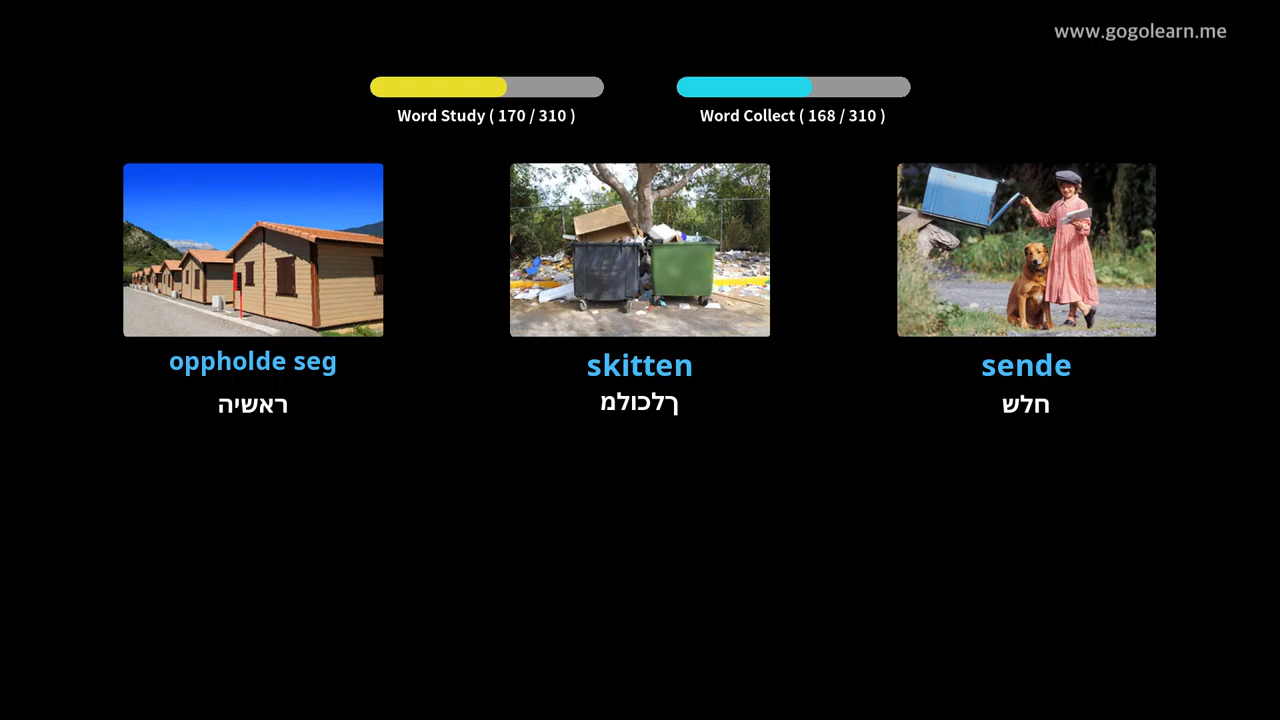 www.gogolearn.me
Word Study ( 170 / 310 )
Word Collect ( 168 / 310 )
oppholde seg
ראשיה
skitten
ךלכולמ
sende
חלש